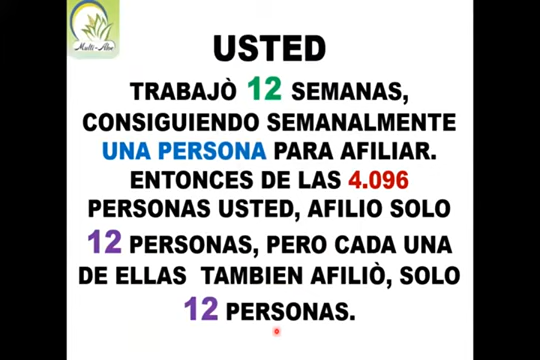 Multi-Aloe
USTED
TRABAJÒ 12 SEMANAS,
CONSIGUIENDO SEMANALMENTE
UNA PERSONA PARA AFILIAR.
ENTONCES DE LAS 4.096
PERSONAS USTED, AFILIO SOLO
12 PERSONAS, PERO CADA UNA
DE ELLAS TAMBIEN AFILIÒ, SOLO
12 PERSONAS.